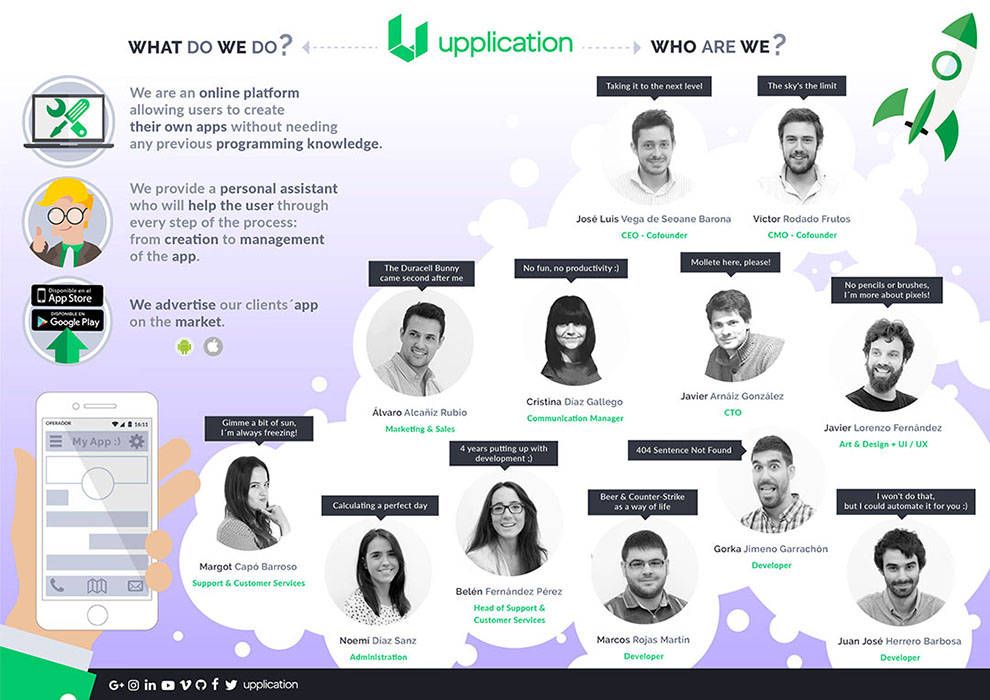 WHAT DO WE DO?
upplication
WHO ARE WE?
We are an online platform
allowing users to create
their own apps without needing
any previous programming knowledge.
We provide a personal assistant
who will help the user through
every step of the process:
from creation to management
of the app.
Disponible en el
App Store
DISPONIBLE EN
Google Play
We advertise our clients´app
on the market.
OPERADOR
16:11
My App :)
Taking it to the next level
José Luis Vega de Seoane Barona
CEO - Cofounder
The sky's the limit
Víctor Rodado Frutos
CMO - Cofounder
The Duracell Bunny
came second after me
Álvaro Alcañiz Rubio
Marketing & Sales
No fun, no productivity :)
Cristina Díaz Gallego
Communication Manager
Mollete here, please!
Javier Arnáiz González
CTO
No pencils or brushes,
I´m more about pixels!
Javier Lorenzo Fernández
Art & Design + UI / UX
Gimme a bit of sun,
I´m always freezing!
Margot Capó Barroso
Support & Customer Services
Calculating a perfect day
Noemí Díaz Sanz
Administration
4 years putting up with
development ;)
Belén Fernández Pérez
Head of Support &
Customer Services
Beer & Counter-Strike
as a way of life
Marcos Rojas Martín
Developer
404 Sentence Not Found
Gorka Jimeno Garrachón
Developer
I won't do that,
but I could automate it for you :)
Juan José Herrero Barbosa
Developer
upplication